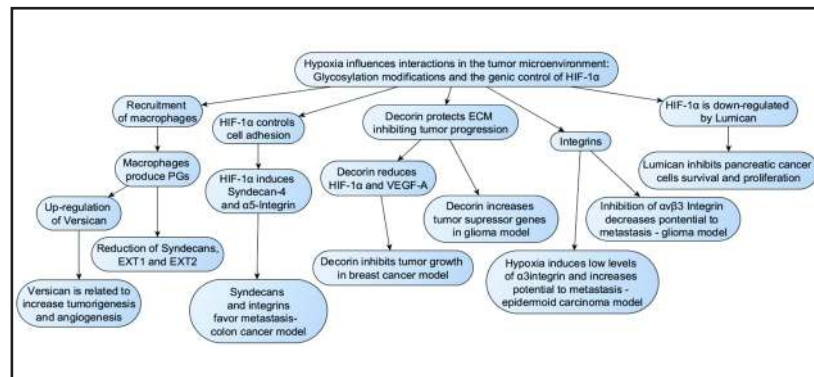 Hypoxia influences interactions in the tumor microenvironment:
Glycosylation modifications and the genic control of HIF-1α
Recruitment
of macrophages
HIF-1α controls
cell adhesion
Decorin protects ECM
inhibiting tumor progression
Integrins
HIF-1α is down-regulated
by Lumican
Macrophages
produce PGs
HIF-1α induces
Syndecan-4
and α5-Integrin
Decorin reduces
HIF-1α and VEGF-A
Lumican inhibits pancreatic cancer
cells survival and proliferation
Up-regulation
of Versican
Decorin increases
tumor supressor genes
in glioma model
Inhibition of αvβ3 Integrin
decreases pontential to
metastasis - glioma model
Reduction of Syndecans,
EXT1 and EXT2
Decorin inhibits tumor growth
in breast cancer model
Hypoxia induces low levels
of α3integrin and increases
potential to metastasis -
epidermoid carcinoma model
Versican is related to
increase tumorigenesis
and angiogenesis
Syndecans
and integrins
favor metastasis-
colon cancer model